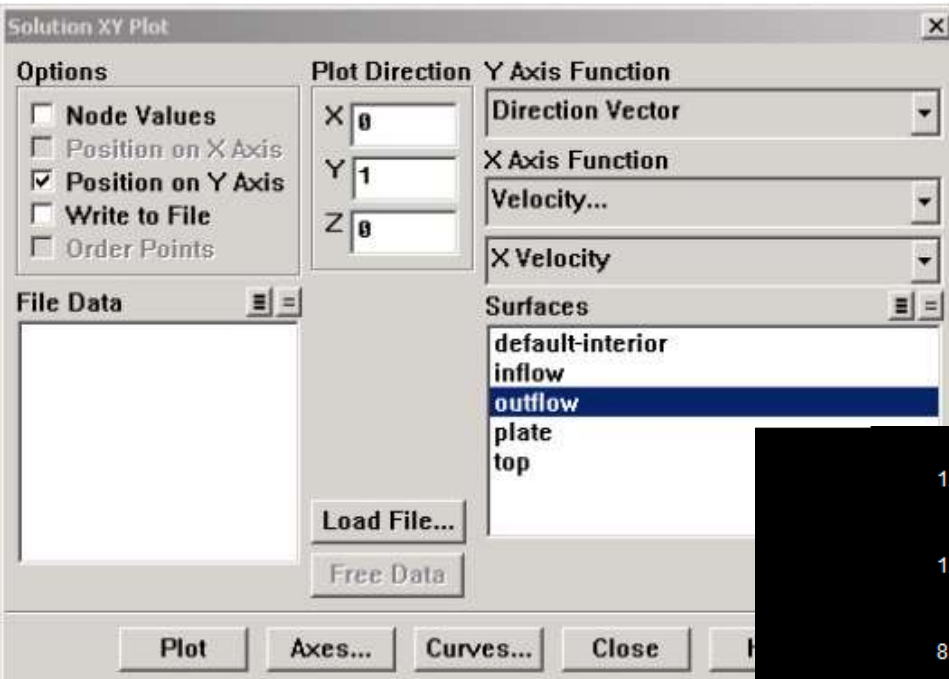 Solution XY Plot
Options
Node Values
Position on X Axis
Position on Y Axis
Write to File
Order Points
Plot Direction
X 0
Y 1
Z 0
Y Axis Function
Direction Vector
X Axis Function
Velocity...
X Velocity
File Data
Surfaces
default-interior
inflow
outflow
plate
top
Load File...
Free Data
Plot
Axes...
Curves...
Close
1
1
8